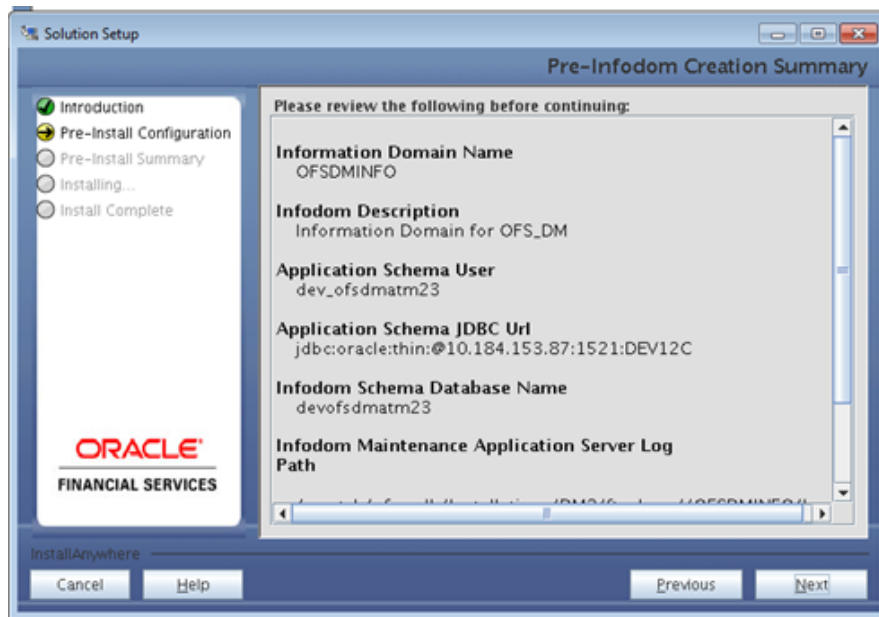 Solution Setup
Pre-Infodom Creation Summary
Introduction
Pre-Install Configuration
Pre-Install Summary
Installing...
Install Complete
ORACLE
FINANCIAL SERVICES
Please review the following before continuing:
Information Domain Name
OFSDMINFO
Infodom Description
Information Domain for OFS_DM
Application Schema User
dev_ofsdmatm23
Application Schema JDBC Url
jdbc:oracle:thin:@10.184.153.87:1521:DEV12C
Infodom Schema Database Name
devofsdmatm23
Infodom Maintenance Application Server Log
Path
InstallAnywhere
Cancel
Help
Previous
Next